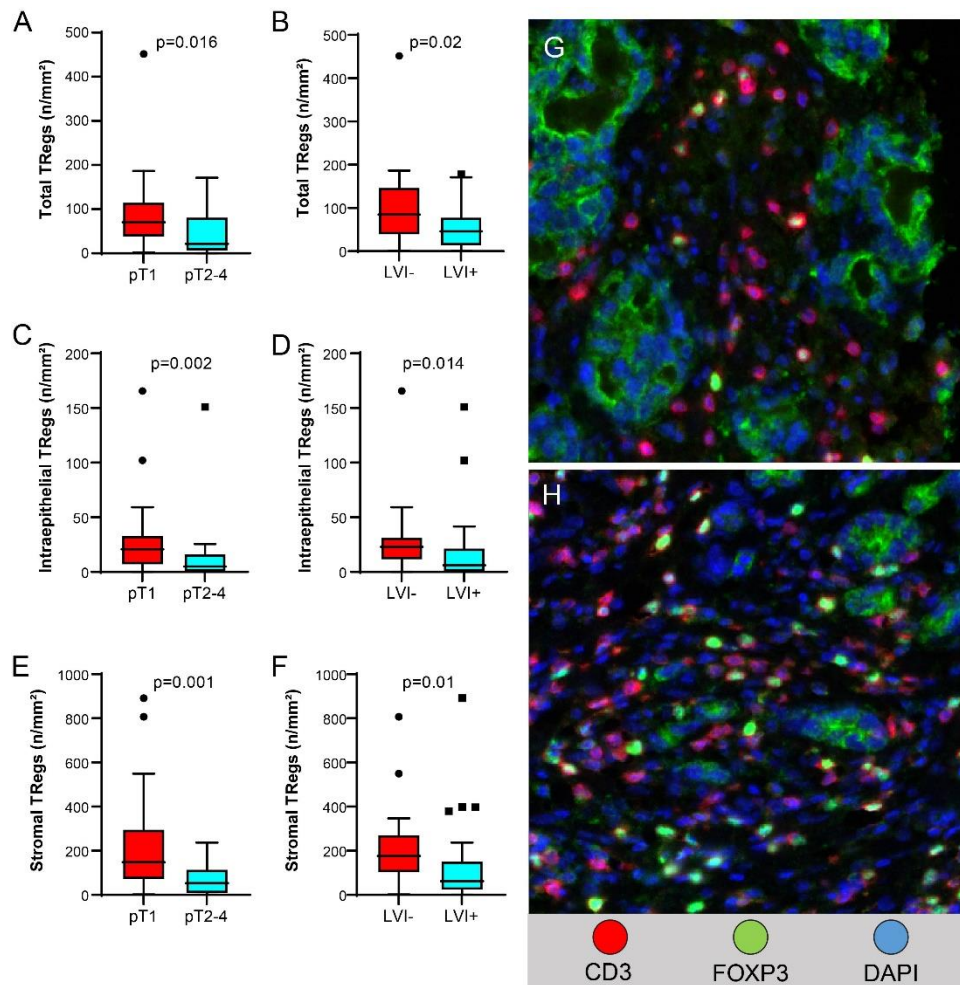 A
Total TRegs (n/mm²)
500
400
300
200
100
0
p=0.016
pT1
pT2-4
B
Total TRegs (n/mm²)
500
400
300
200
100
0
p=0.02
LVI-
LVI+
C
Intraepithelial TRegs (n/mm²)
200
150
100
50
0
p=0.002
pT1
pT2-4
D
Intraepithelial TRegs (n/mm²)
200
150
100
50
0
p=0.014
LVI-
LVI+
E
Stromal TRegs (n/mm²)
1000
800
600
400
200
0
p=0.001
pT1
pT2-4
F
Stromal TRegs (n/mm²)
1000
800
600
400
200
0
p=0.01
LVI-
LVI+
G
H
CD3
FOXP3
DAPI